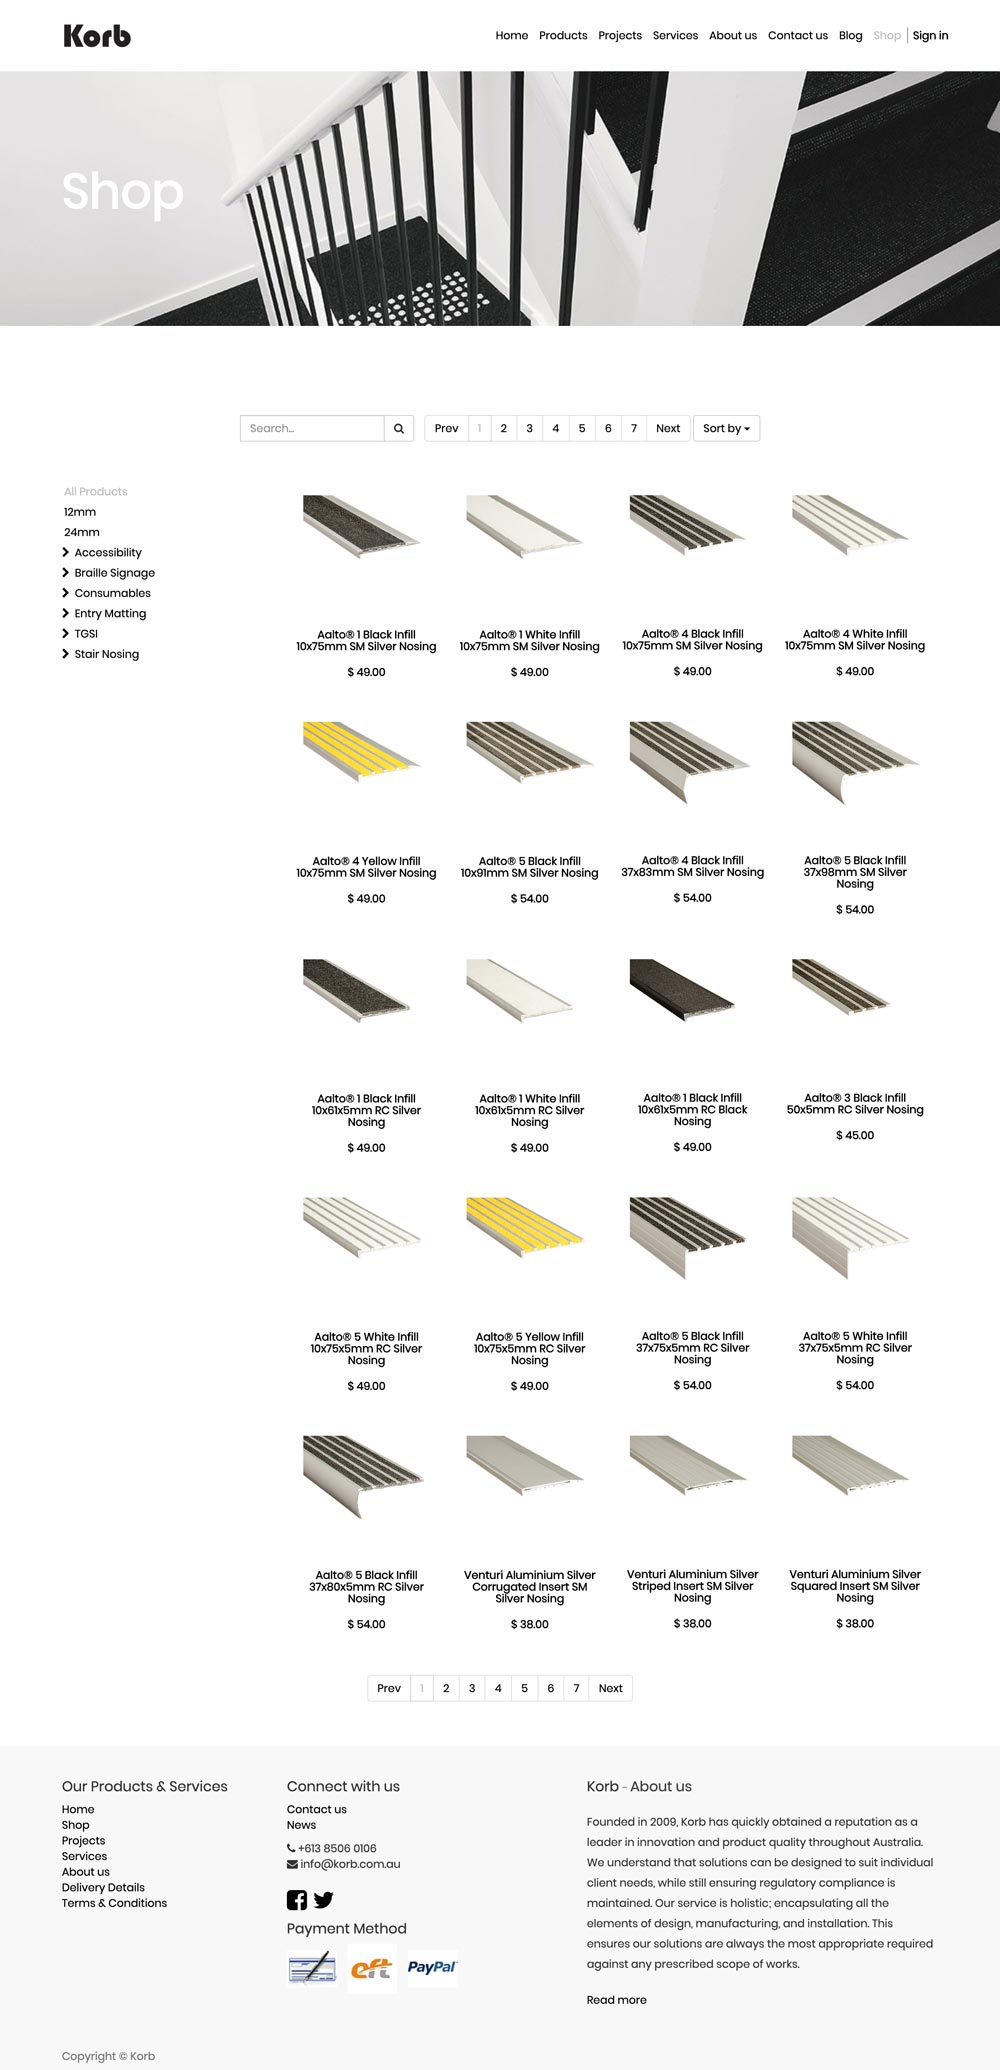 Korb
Home Products Projects Services About us Contact us Blog Shop Sign in
Shop
Search...
Prev 1 2 3 4 5 6 7 Next
Sort by
All Products
12mm
24mm
Accessibility
Braille Signage
Consumables
Entry Matting
TGSI
Stair Nosing
Aalto® 1 Black Infill
10x75mm SM Silver Nosing
$ 49.00
Aalto® 1 White Infill
10x75mm SM Silver Nosing
$ 49.00
Aalto® 4 Black Infill
10x75mm SM Silver Nosing
$ 49.00
Aalto® 4 White Infill
10x75mm SM Silver Nosing
$ 49.00
Aalto® 4 Yellow Infill
10x75mm SM Silver Nosing
$ 49.00
Aalto® 5 Black Infill
10x91mm SM Silver Nosing
$ 54.00
Aalto® 4 Black Infill
37x83mm SM Silver Nosing
$ 54.00
Aalto® 5 Black Infill
37x98mm SM Silver
Nosing
$ 54.00
Aalto® 1 Black Infill
10x61x5mm RC Silver
Nosing
$ 49.00
Aalto® 1 White Infill
10x61x5mm RC Silver
Nosing
$ 49.00
Aalto® 1 Black Infill
10x61x5mm RC Black
Nosing
$ 49.00
Aalto® 3 Black Infill
50x5mm RC Silver Nosing
$ 45.00
Aalto® 5 White Infill
10x75x5mm RC Silver
Nosing
$ 49.00
Aalto® 5 Yellow Infill
10x75x5mm RC Silver
Nosing
$ 49.00
Aalto® 5 Black Infill
37x75x5mm RC Silver
Nosing
$ 54.00
Aalto® 5 White Infill
37x75x5mm RC Silver
Nosing
$ 54.00
Aalto® 5 Black Infill
37x80x5mm RC Silver
Nosing
$ 54.00
Venturi Aluminium Silver
Corrugated Insert SM
Silver Nosing
$ 38.00
Venturi Aluminium Silver
Striped Insert SM Silver
Nosing
$ 38.00
Venturi Aluminium Silver
Squared Insert SM Silver
Nosing
$ 38.00
Prev 1 2 3 4 5 6 7 Next
Our Products & Services
Home
Shop
Projects
Services
About us
Delivery Details
Terms & Conditions
Connect with us
Contact us
News
+613 8506 0106
info@korb.com.au
Payment Method
eft
PayPal
Korb - About us
Founded in 2009, Korb has quickly obtained a reputation as a
leader in innovation and product quality throughout Australia.
We understand that solutions can be designed to suit individual
client needs, while still ensuring regulatory compliance is
maintained. Our service is holistic; encapsulating all the
elements of design, manufacturing, and installation. This
ensures our solutions are always the most appropriate required
against any prescribed scope of works.
Read more
Copyright © Korb